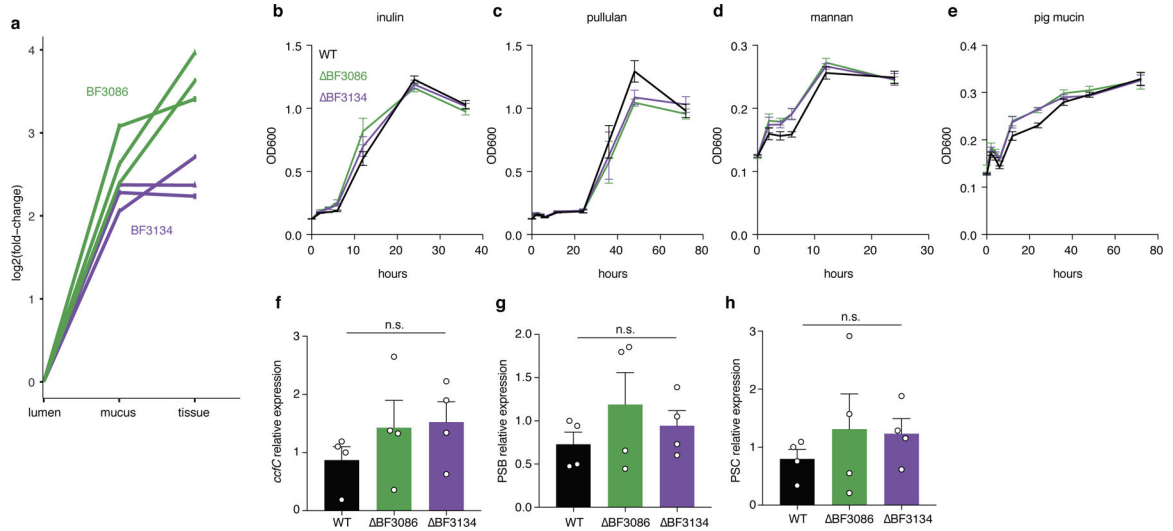 a
4
3
2
1
0
log2(fold−change)
BF3086
BF3134
lumen
mucus
tissue
b
inulin
1.5
1.0
0.5
0.0
OD600
WT
ΔBF3086
ΔBF3134
0
10
20
30
40
hours
c
pullulan
1.5
1.0
0.5
0.0
OD600
0
20
40
60
80
hours
d
mannan
0.3
0.2
0.1
0.0
OD600
0
10
20
30
hours
e
pig mucin
0.4
0.3
0.2
0.1
0.0
OD600
0
20
40
60
80
hours
f
n.s.
3
2
1
0
ccfC relative expression
WT
ΔBF3086
ΔBF3134
g
n.s.
2.0
1.5
1.0
0.5
0.0
PSB relative expression
WT
ΔBF3086
ΔBF3134
h
n.s.
3
2
1
0
PSC relative expression
WT
ΔBF3086
ΔBF3134